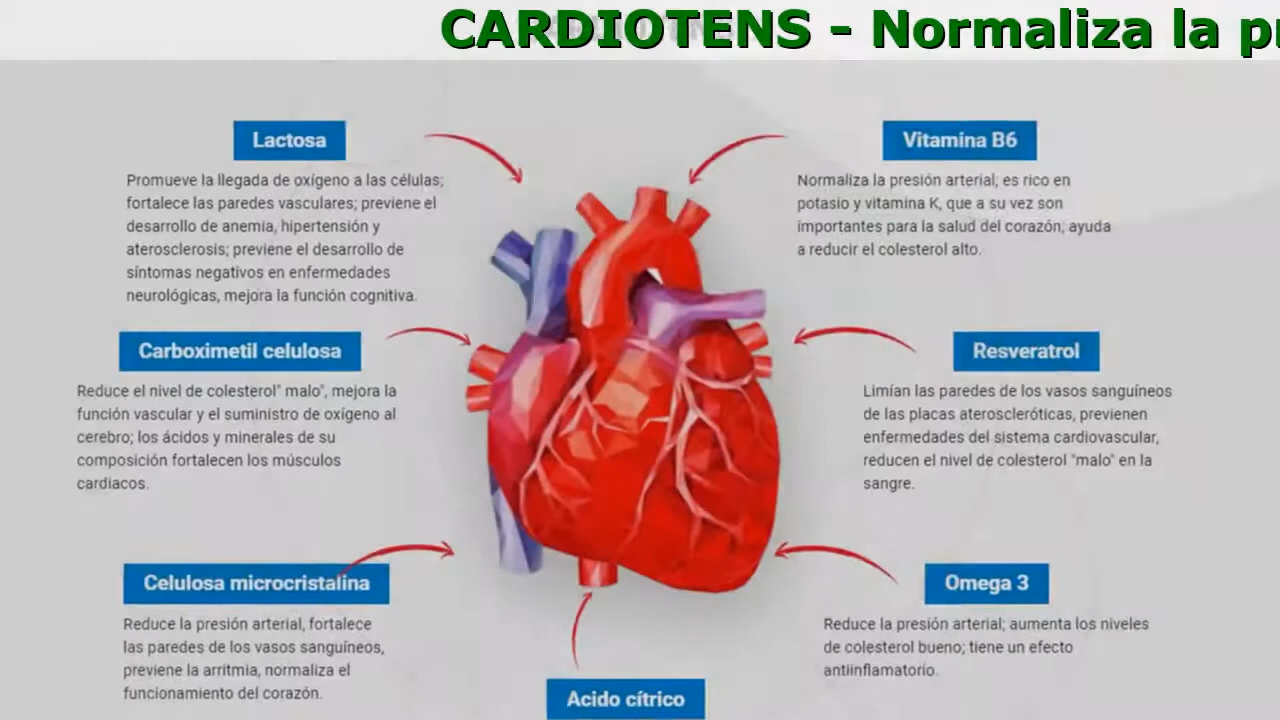 CARDIOTENS - Normaliza la pr
Lactosa
Promueve la llegada de oxígeno a las células;
fortalece las paredes vasculares; previene el
desarrollo de anemia, hipertensión y
aterosclerosis; previene el desarrollo de
síntomas negativos en enfermedades
neurológicas, mejora la función cognitiva.
Vitamina B6
Normaliza la presión arterial; es rico en
potasio y vitamina K, que a su vez son
importantes para la salud del corazón; ayuda
a reducir el colesterol alto.
Carboximetil celulosa
Reduce el nivel de colesterol" malo", mejora la
función vascular y el suministro de oxígeno al
cerebro; los ácidos y minerales de su
composición fortalecen los músculos
cardiacos.
Resveratrol
Limían las paredes de los vasos sanguíneos
de las placas ateroscleróticas, previenen
enfermedades del sistema cardiovascular,
reducen el nivel de colesterol "malo" en la
sangre.
Celulosa microcristalina
Reduce la presión arterial, fortalece
las paredes de los vasos sanguíneos,
previene la arritmia, normaliza el
funcionamiento del corazón.
Omega 3
Reduce la presión arterial; aumenta los niveles
de colesterol bueno; tiene un efecto
antiinflamatorio.
Acido cítrico